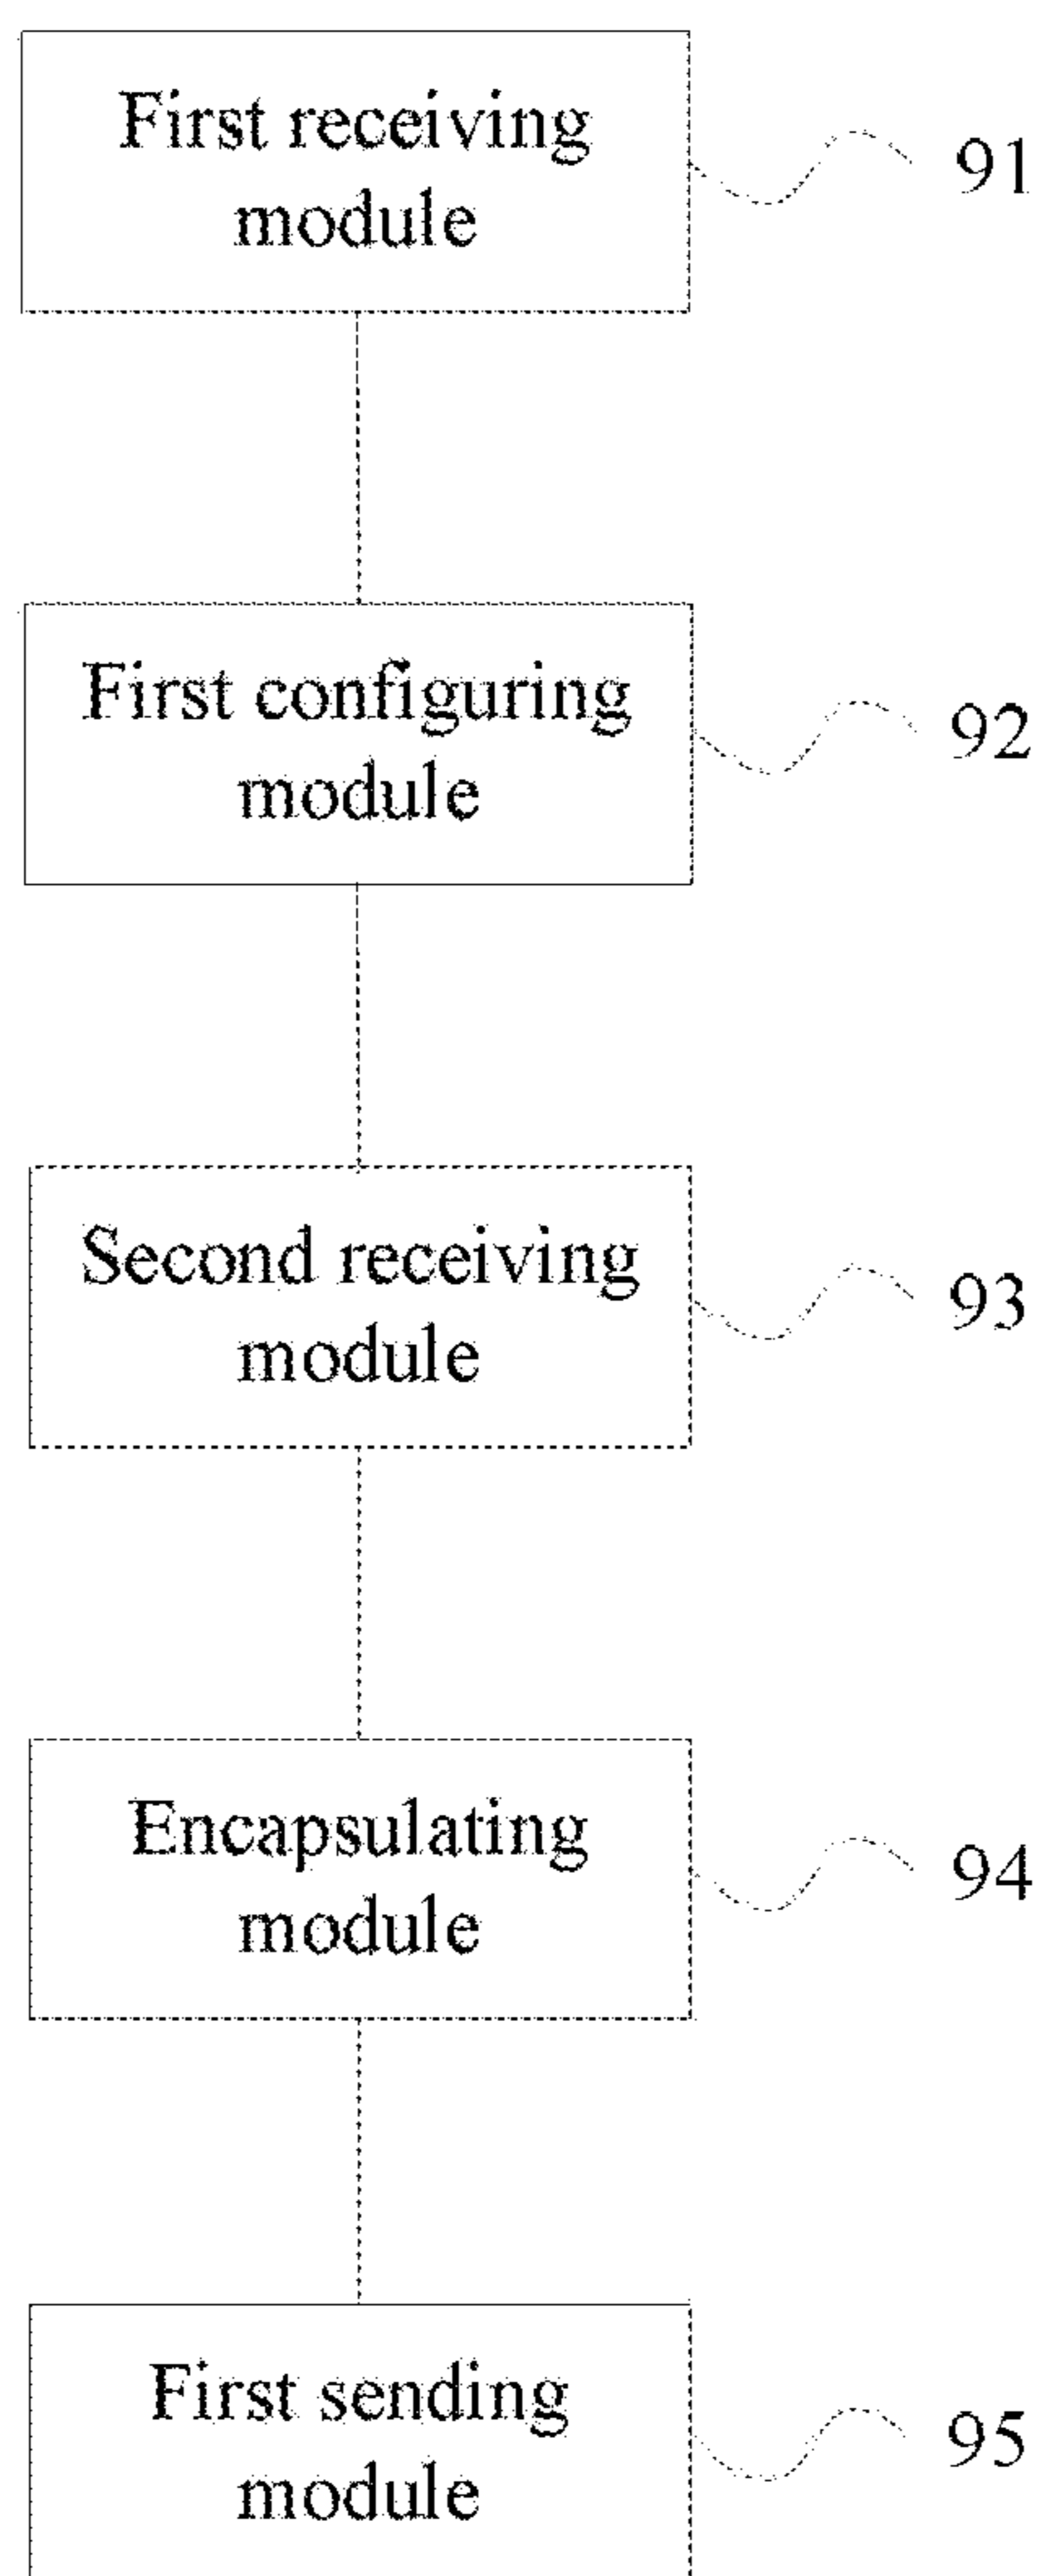 First receiving
module
91
First configuring
module
92
Second receiving
module
93
Encapsulating
module
94
First sending
module
95